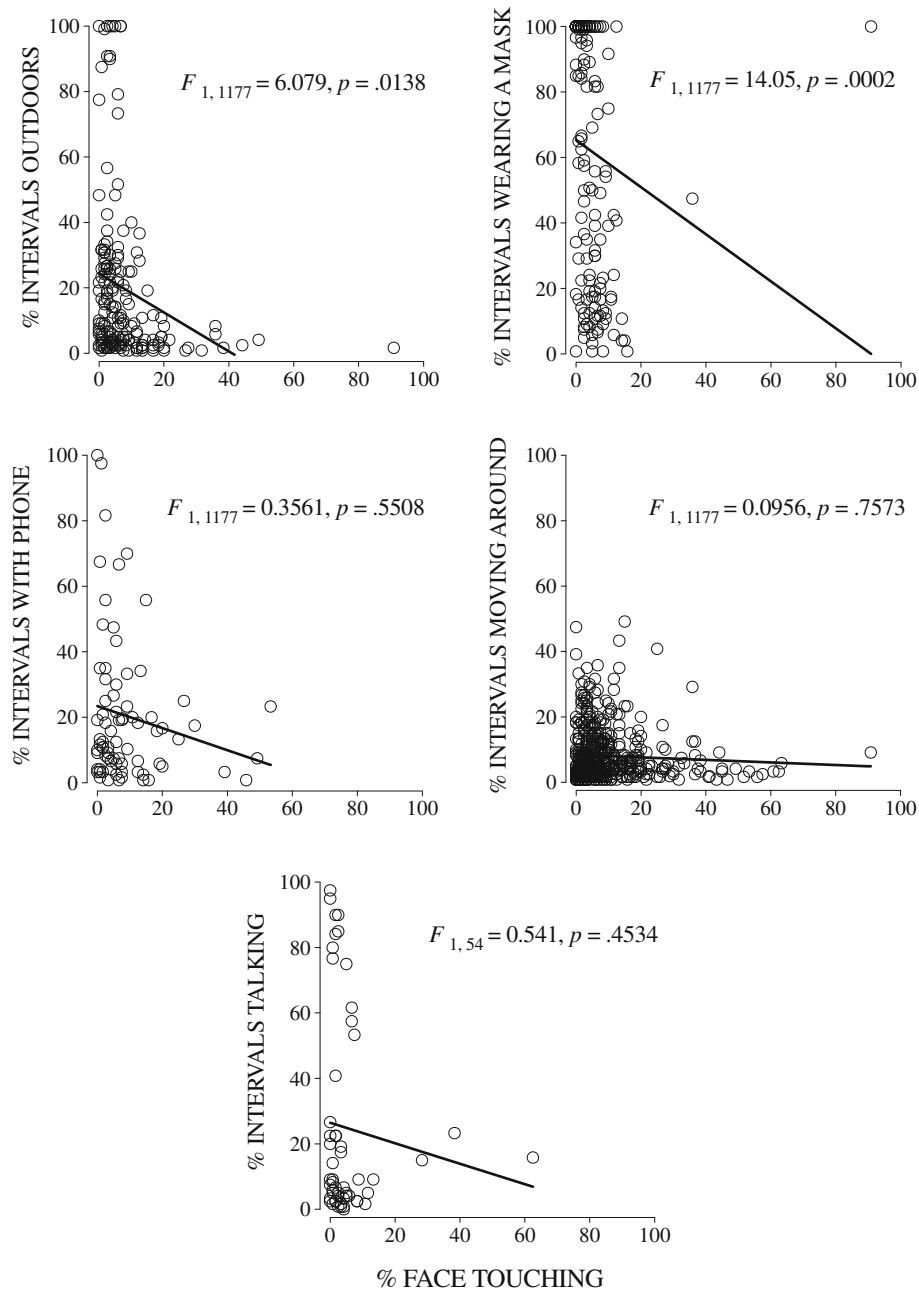 % INTERVALS OUTDOORS
100
80
60
40
20
0
F 1, 1177 = 6.079, p = .0138
0 20 40 60 80 100
% INTERVALS WEARING A MASK
100
80
60
40
20
0
F 1, 1177 = 14.05, p = .0002
0 20 40 60 80 100
% INTERVALS WITH PHONE
100
80
60
40
20
0
F 1, 1177 = 0.3561, p = .5508
0 20 40 60 80 100
% INTERVALS MOVING AROUND
100
80
60
40
20
0
F 1, 1177 = 0.0956, p = .7573
0 20 40 60 80 100
% INTERVALS TALKING
100
80
60
40
20
0
F 1, 54 = 0.541, p = .4534
0 20 40 60 80 100
% FACE TOUCHING